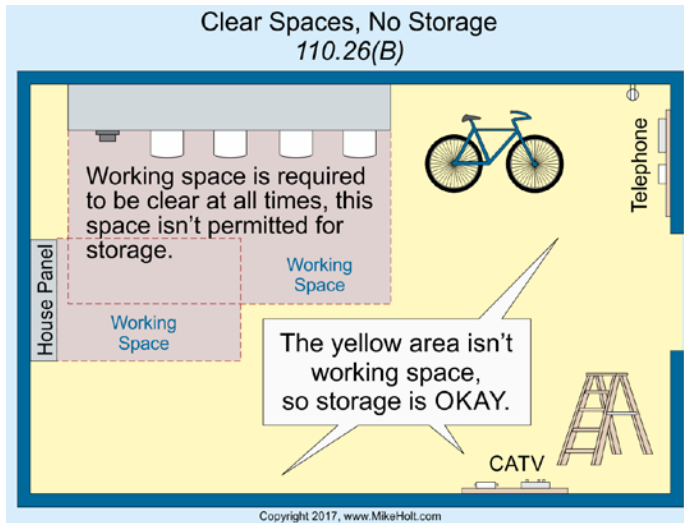 Clear Spaces, No Storage
110.26(B)
Working space is required
to be clear at all times, this
space isn't permitted for
storage.
Working
Space
House Panel
Working
Space
Telephone
The yellow area isn't
working space,
so storage is OKAY.
CATV
Copyright 2017, www.MikeHolt.com